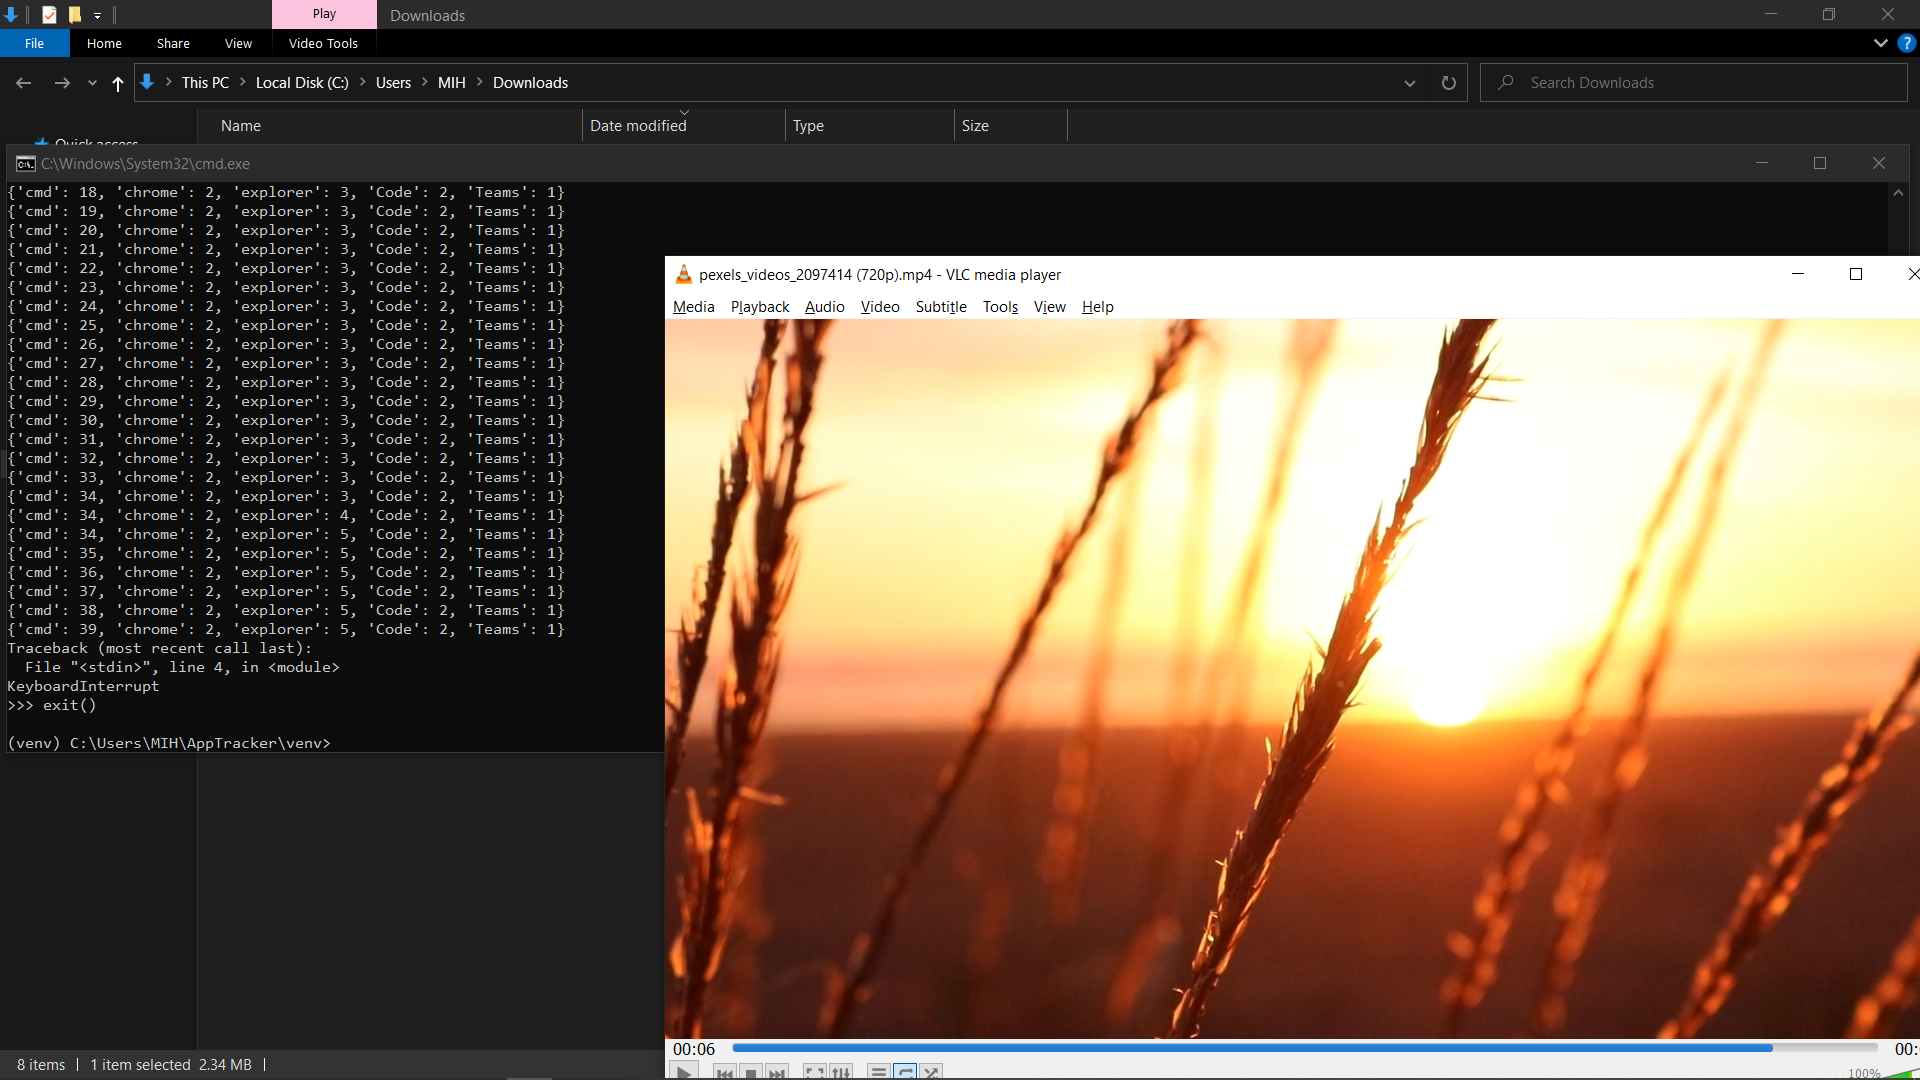 Play
Downloads
File
Home
Share
View
Video Tools
This PC
Local Disk (C:)
Users
MIH
Downloads
Search Downloads
Name
Date modified
Type
Size
Quick access
C:\Windows\System32\cmd.exe
{'cmd': 18, 'chrome': 2, 'explorer': 3, 'Code': 2, 'Teams': 1}
{'cmd': 19, 'chrome': 2, 'explorer': 3, 'Code': 2, 'Teams': 1}
{'cmd': 20, 'chrome': 2, 'explorer': 3, 'Code': 2, 'Teams': 1}
{'cmd': 21, 'chrome': 2, 'explorer': 3, 'Code': 2, 'Teams': 1}
{'cmd': 22, 'chrome': 2, 'explorer': 3, 'Code': 2, 'Teams': 1}
{'cmd': 23, 'chrome': 2, 'explorer': 3, 'Code': 2, 'Teams': 1}
{'cmd': 24, 'chrome': 2, 'explorer': 3, 'Code': 2, 'Teams': 1}
{'cmd': 25, 'chrome': 2, 'explorer': 3, 'Code': 2, 'Teams': 1}
{'cmd': 26, 'chrome': 2, 'explorer': 3, 'Code': 2, 'Teams': 1}
{'cmd': 27, 'chrome': 2, 'explorer': 3, 'Code': 2, 'Teams': 1}
{'cmd': 28, 'chrome': 2, 'explorer': 3, 'Code': 2, 'Teams': 1}
{'cmd': 29, 'chrome': 2, 'explorer': 3, 'Code': 2, 'Teams': 1}
{'cmd': 30, 'chrome': 2, 'explorer': 3, 'Code': 2, 'Teams': 1}
{'cmd': 31, 'chrome': 2, 'explorer': 3, 'Code': 2, 'Teams': 1}
{'cmd': 32, 'chrome': 2, 'explorer': 3, 'Code': 2, 'Teams': 1}
{'cmd': 33, 'chrome': 2, 'explorer': 3, 'Code': 2, 'Teams': 1}
{'cmd': 34, 'chrome': 2, 'explorer': 3, 'Code': 2, 'Teams': 1}
{'cmd': 34, 'chrome': 2, 'explorer': 4, 'Code': 2, 'Teams': 1}
{'cmd': 34, 'chrome': 2, 'explorer': 5, 'Code': 2, 'Teams': 1}
{'cmd': 35, 'chrome': 2, 'explorer': 5, 'Code': 2, 'Teams': 1}
{'cmd': 36, 'chrome': 2, 'explorer': 5, 'Code': 2, 'Teams': 1}
{'cmd': 37, 'chrome': 2, 'explorer': 5, 'Code': 2, 'Teams': 1}
{'cmd': 38, 'chrome': 2, 'explorer': 5, 'Code': 2, 'Teams': 1}
{'cmd': 39, 'chrome': 2, 'explorer': 5, 'Code': 2, 'Teams': 1}
Traceback (most recent call last):
  File "<stdin>", line 4, in <module>
KeyboardInterrupt
>>> exit()
(venv) C:\Users\MIH\AppTracker\venv>
pexels_videos_2097414 (720p).mp4 - VLC media player
Media Playback Audio Video Subtitle Tools View Help
00:06
00:
100%
8 items
1 item selected 2.34 MB